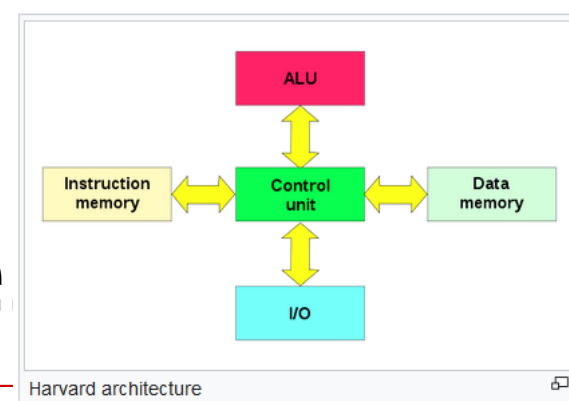 ALU
Instruction
memory
Control
unit
Data
memory
I/O
Harvard architecture